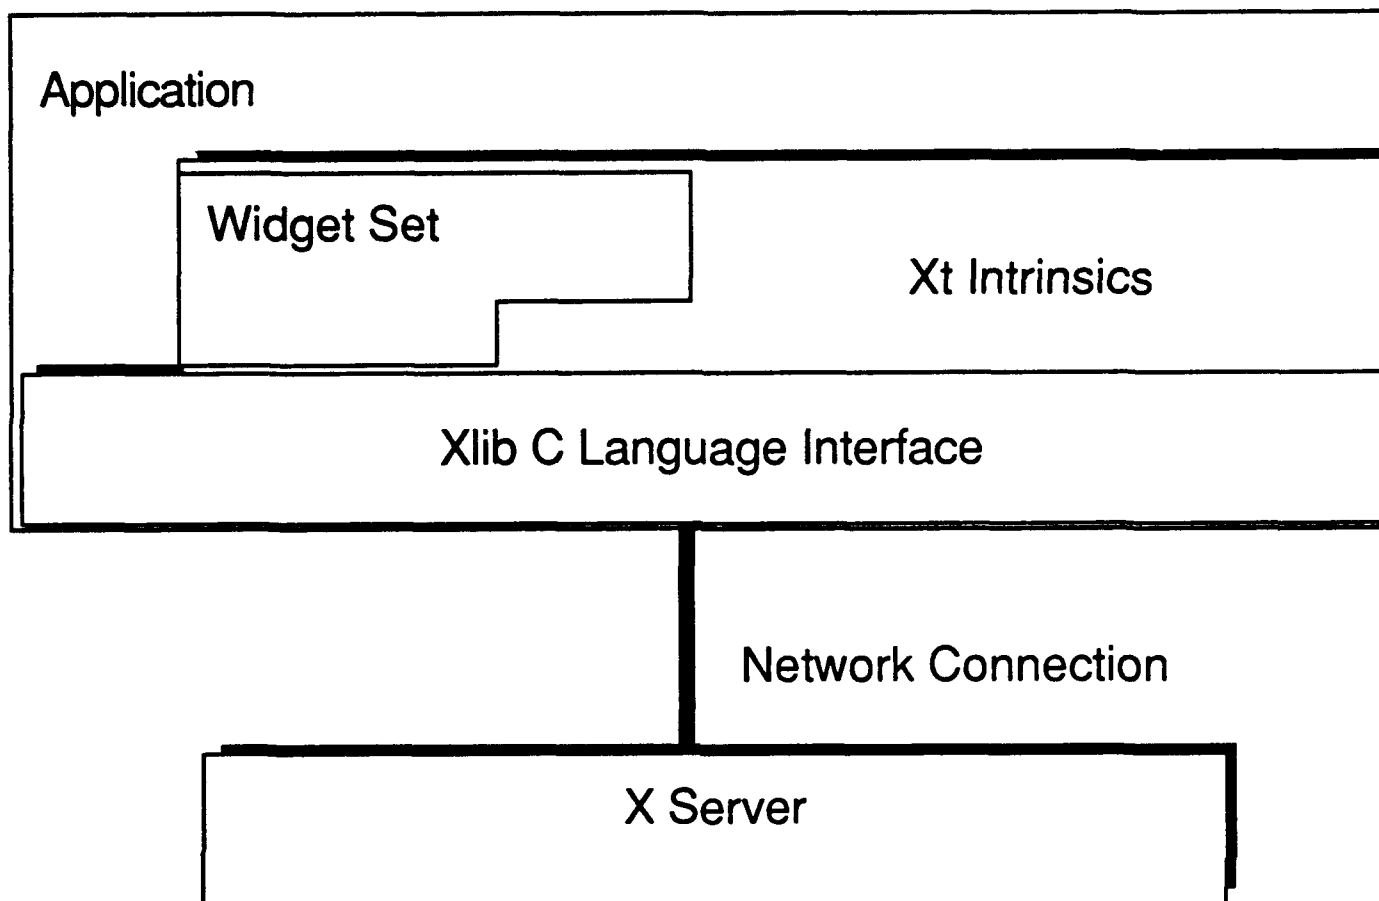 Application
Widget Set
Xt Intrinsics
Xlib C Language Interface
Network Connection
X Server